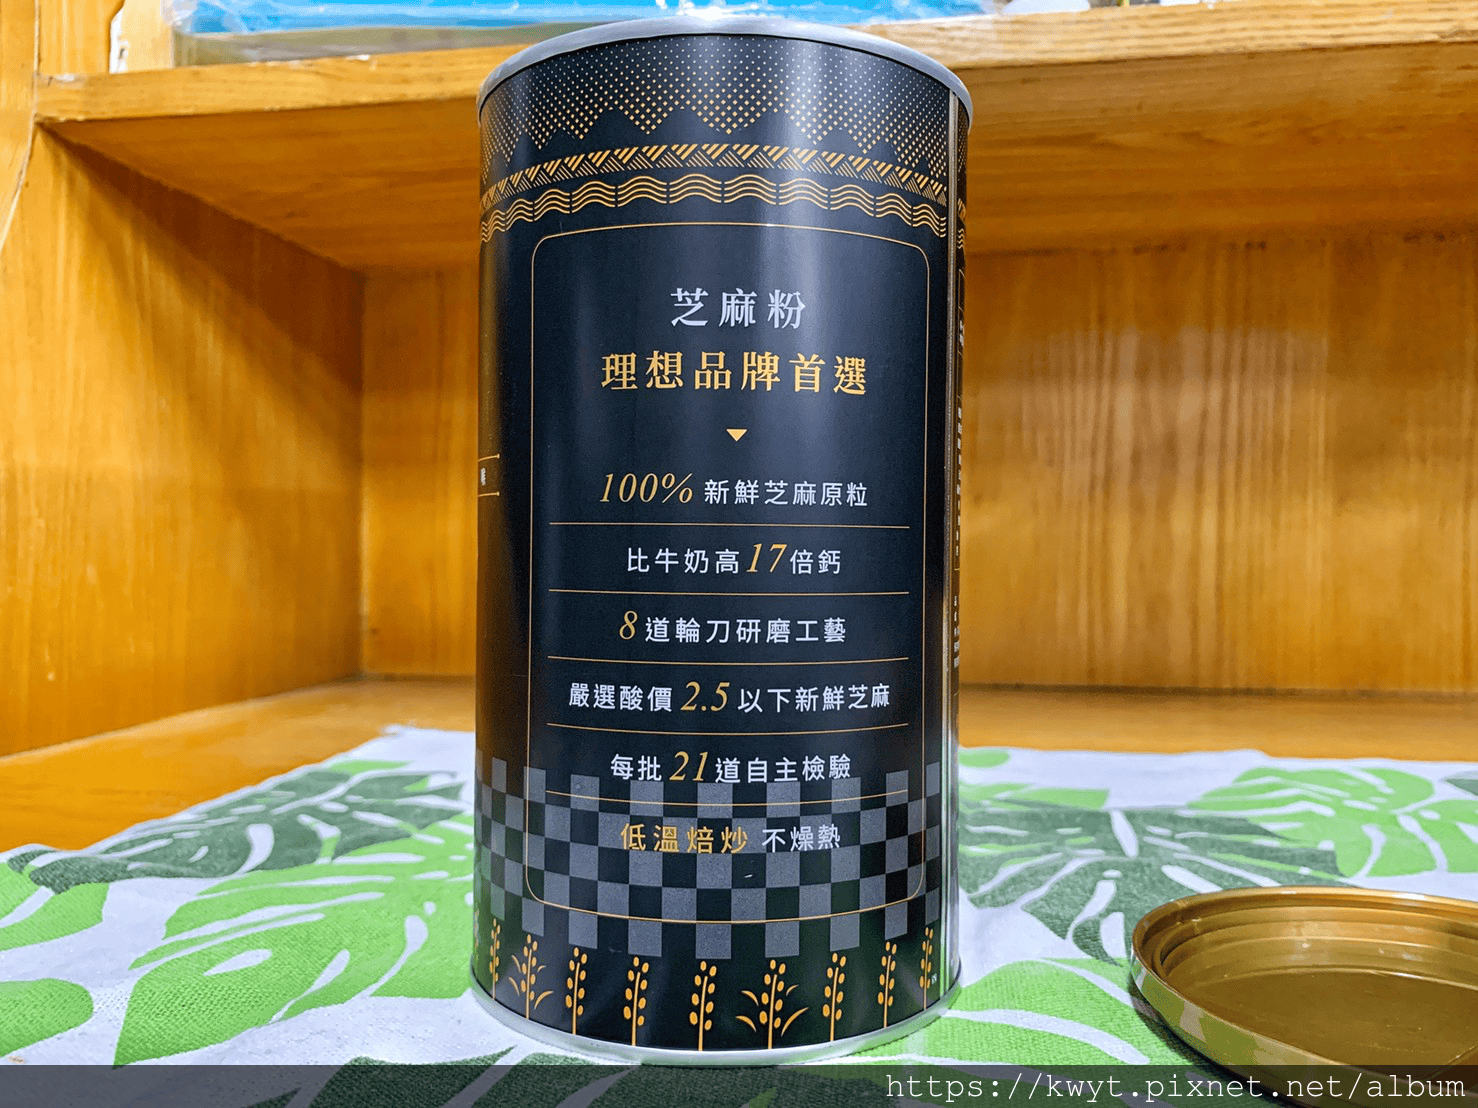 芝麻粉
理想品牌首選
100% 新鮮芝麻原粒
比牛奶高17倍鈣
8道輪刀研磨工藝
嚴選酸價2.5以下新鮮芝麻
每批21道自主檢驗
低溫焙炒 不燥熱
https://kwyt.pixnet.net/album